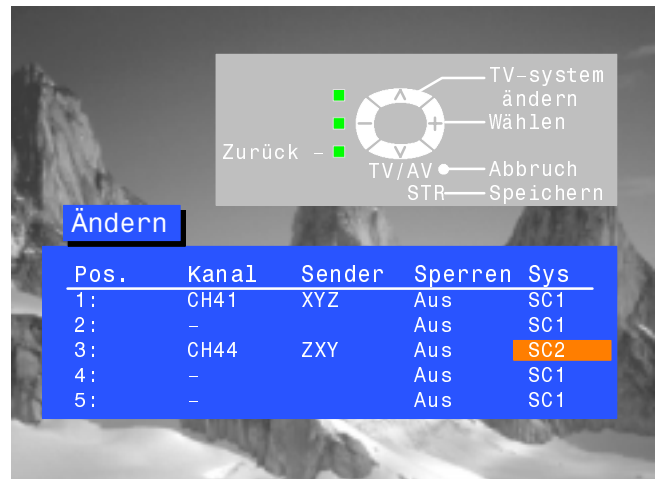 TV-system
ändern
Wählen
Zurück –
TV/AV Abbruch
STR Speichern
Ändern
Pos. Kanal Sender Sperren Sys
1: CH41 XYZ Aus SC1
2: – Aus SC1
3: CH44 ZXY Aus SC2
4: – Aus SC1
5: – Aus SC1